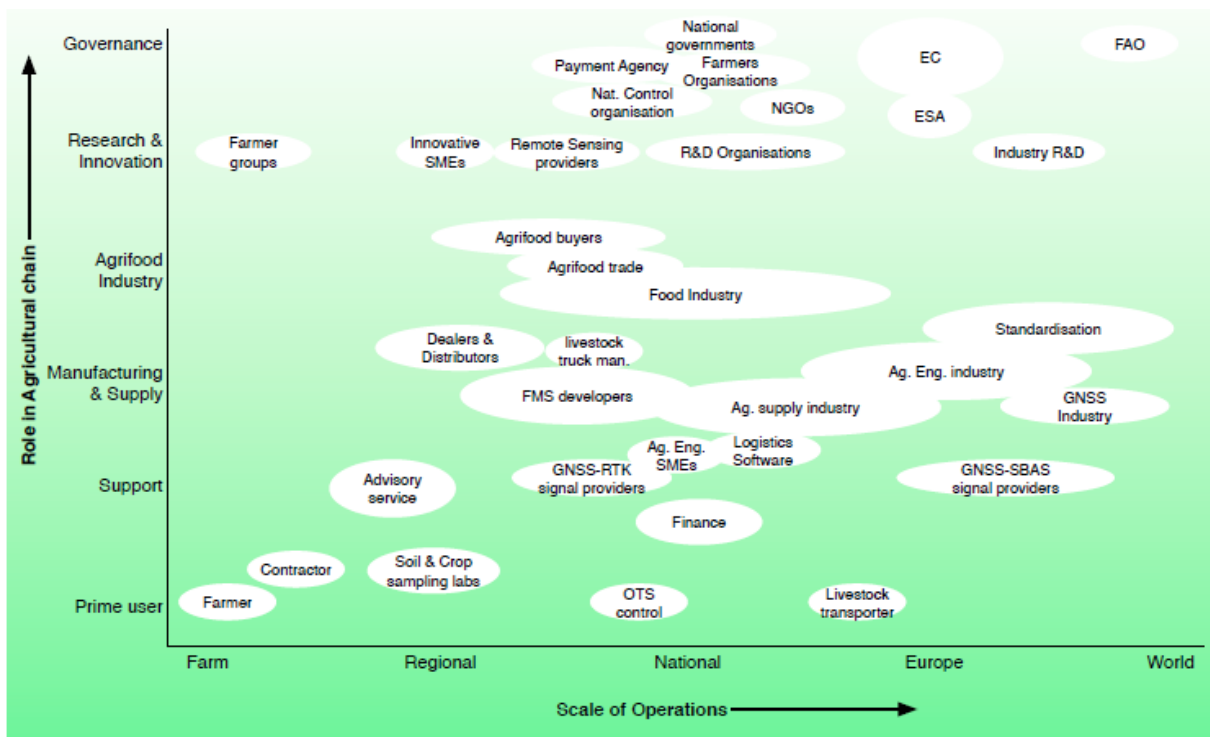 National
governments
Governance
EC
FAO
Payment Agency
Farmers
Organisations
Nat. Control
organisation
NGOs
ESA
Research &
Innovation
Farmer
groups
Innovative
SMEs
Remote Sensing
providers
R&D Organisations
Industry R&D
Agrifood buyers
Agrifood
Industry
Agrifood trade
Food Industry
Standardisation
Dealers &
Distributors
livestock
truck man.
Manufacturing
& Supply
Ag. Eng. industry
FMS developers
Ag. supply industry
GNSS
Industry
Ag. Eng.
SMEs
Logistics
Software
Support
Advisory
service
GNSS-RTK
signal providers
GNSS-SBAS
signal providers
Finance
Contractor
Soil & Crop
sampling labs
Prime user
Farmer
OTS
control
Livestock
transporter
Role in Agricultural chain
Farm
Regional
National
Europe
World
Scale of Operations